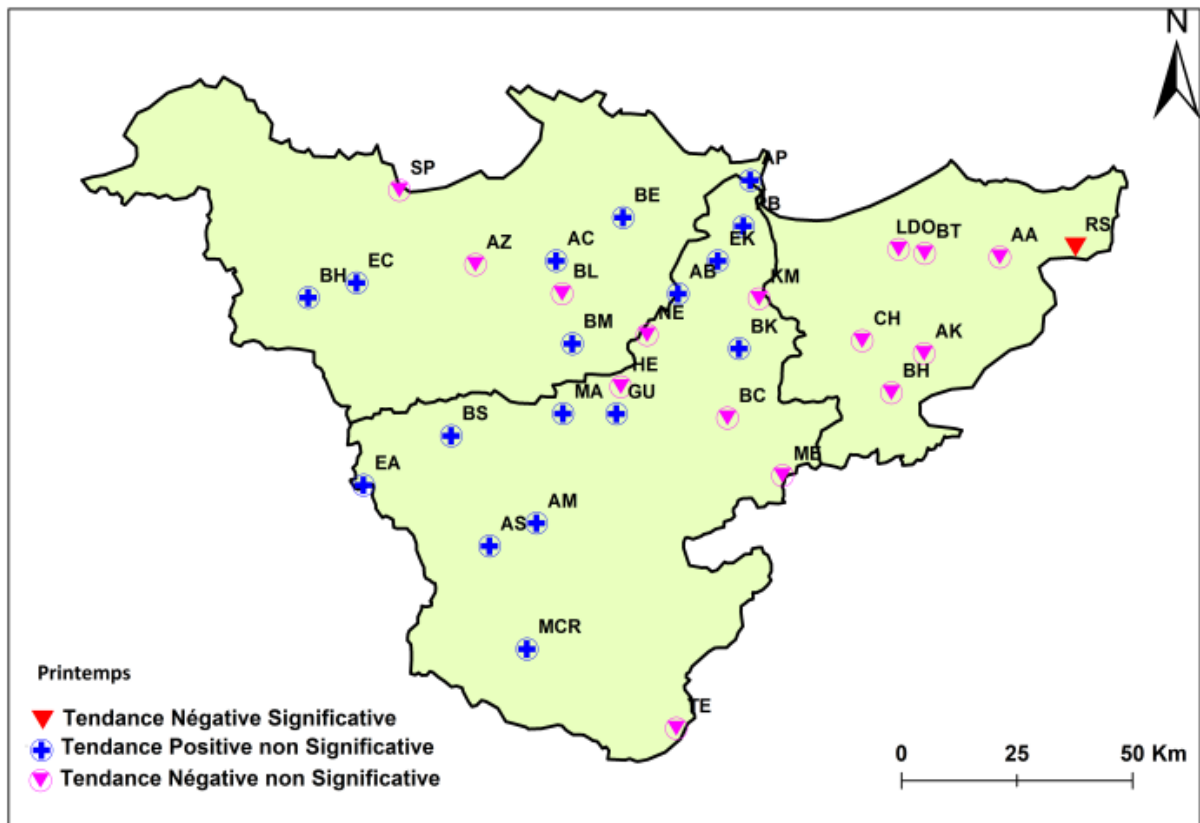 N
SP
AP
BE
PB
AZ
AC
EK
LDO
BT
AA
RS
BH
EC
BL
AB
KM
BM
NE
BK
CH
AK
HE
BH
MA
GU
BC
BS
EA
ME
AM
AS
MCR
TE
Printemps
Tendance Négative Significative
Tendance Positive non Significative
Tendance Négative non Significative
0 25 50 Km